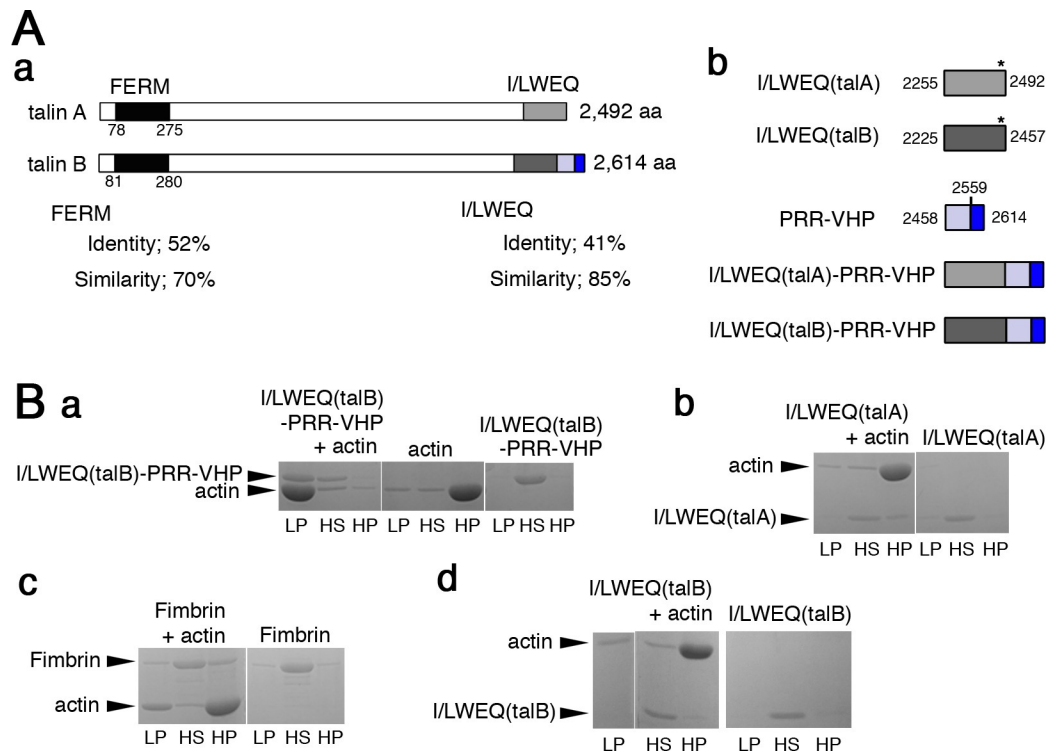 A
a
FERM
I/LWEQ
talin A
2,492 aa
78
275
talin B
2,614 aa
81
280
FERM
I/LWEQ
Identity; 52%
Identity; 41%
Similarity; 70%
Similarity; 85%
b
*
I/LWEQ(talA)
2255
2492
*
I/LWEQ(talB)
2225
2457
2559
PRR-VHP
2458
2614
I/LWEQ(talA)-PRR-VHP
I/LWEQ(talB)-PRR-VHP
B
a
I/LWEQ(talB)
-PRR-VHP
+ actin
actin
I/LWEQ(talB)
-PRR-VHP
I/LWEQ(talB)-PRR-VHP
actin
LP HS HP LP HS HP LP HS HP
b
I/LWEQ(talA)
+ actin
I/LWEQ(talA)
actin
I/LWEQ(talA)
LP HS HP LP HS HP
c
Fimbrin
+ actin
Fimbrin
Fimbrin
actin
LP HS HP LP HS HP
d
I/LWEQ(talB)
+ actin
I/LWEQ(talB)
actin
I/LWEQ(talB)
LP HS HP LP HS HP